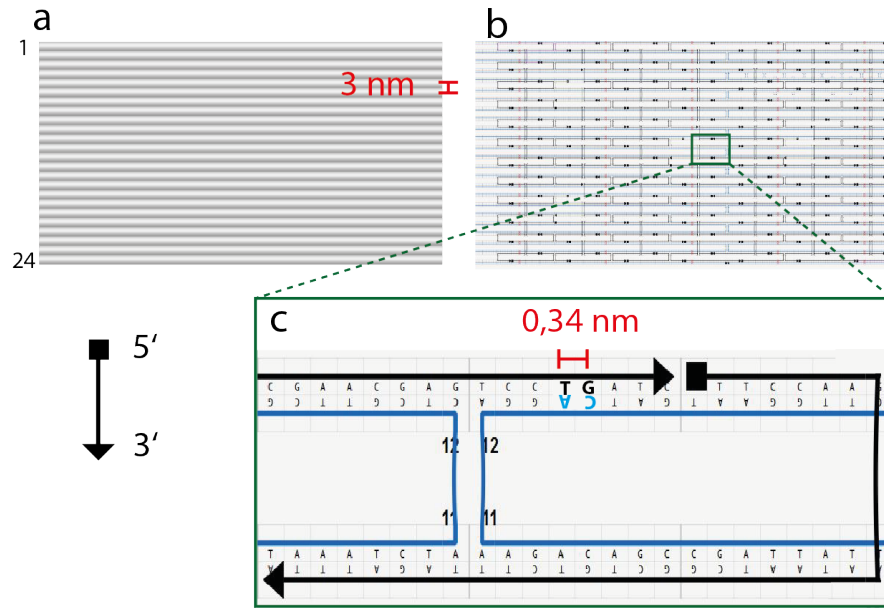 a
b
1
3 nm
24
c
0,34 nm
5‘
3‘
C G A A C G A G T C C T G A T C T T C C A A
G C T T G C T C A G G A C T A G T A A G G T T
12 12
11 11
T A A A T C T A A A G A C A G C C G A T T A T
A T T T A G A T T T C T G T C G G C T A A T A